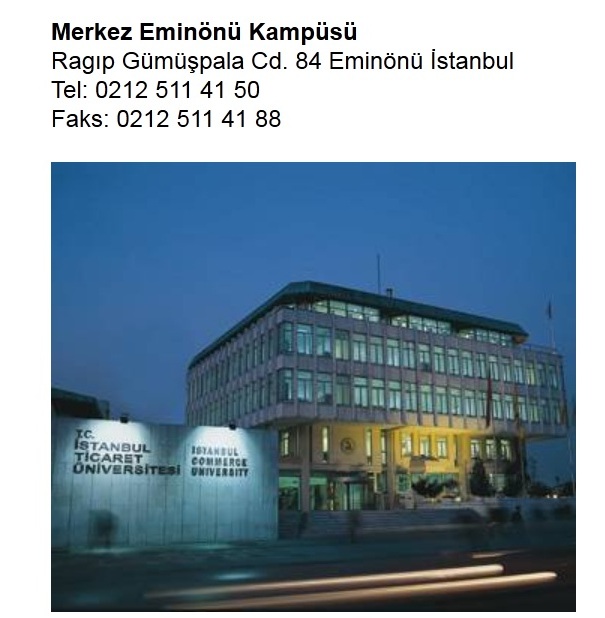 Merkez Eminönü Kampüsü
Ragıp Gümüşpala Cd. 84 Eminönü İstanbul
Tel: 0212 511 41 50
Faks: 0212 511 41 88
T.C.
İSTANBUL
TİCARET
ÜNİVERSİTESİ
ISTANBUL
COMMERCE
UNIVERSITY